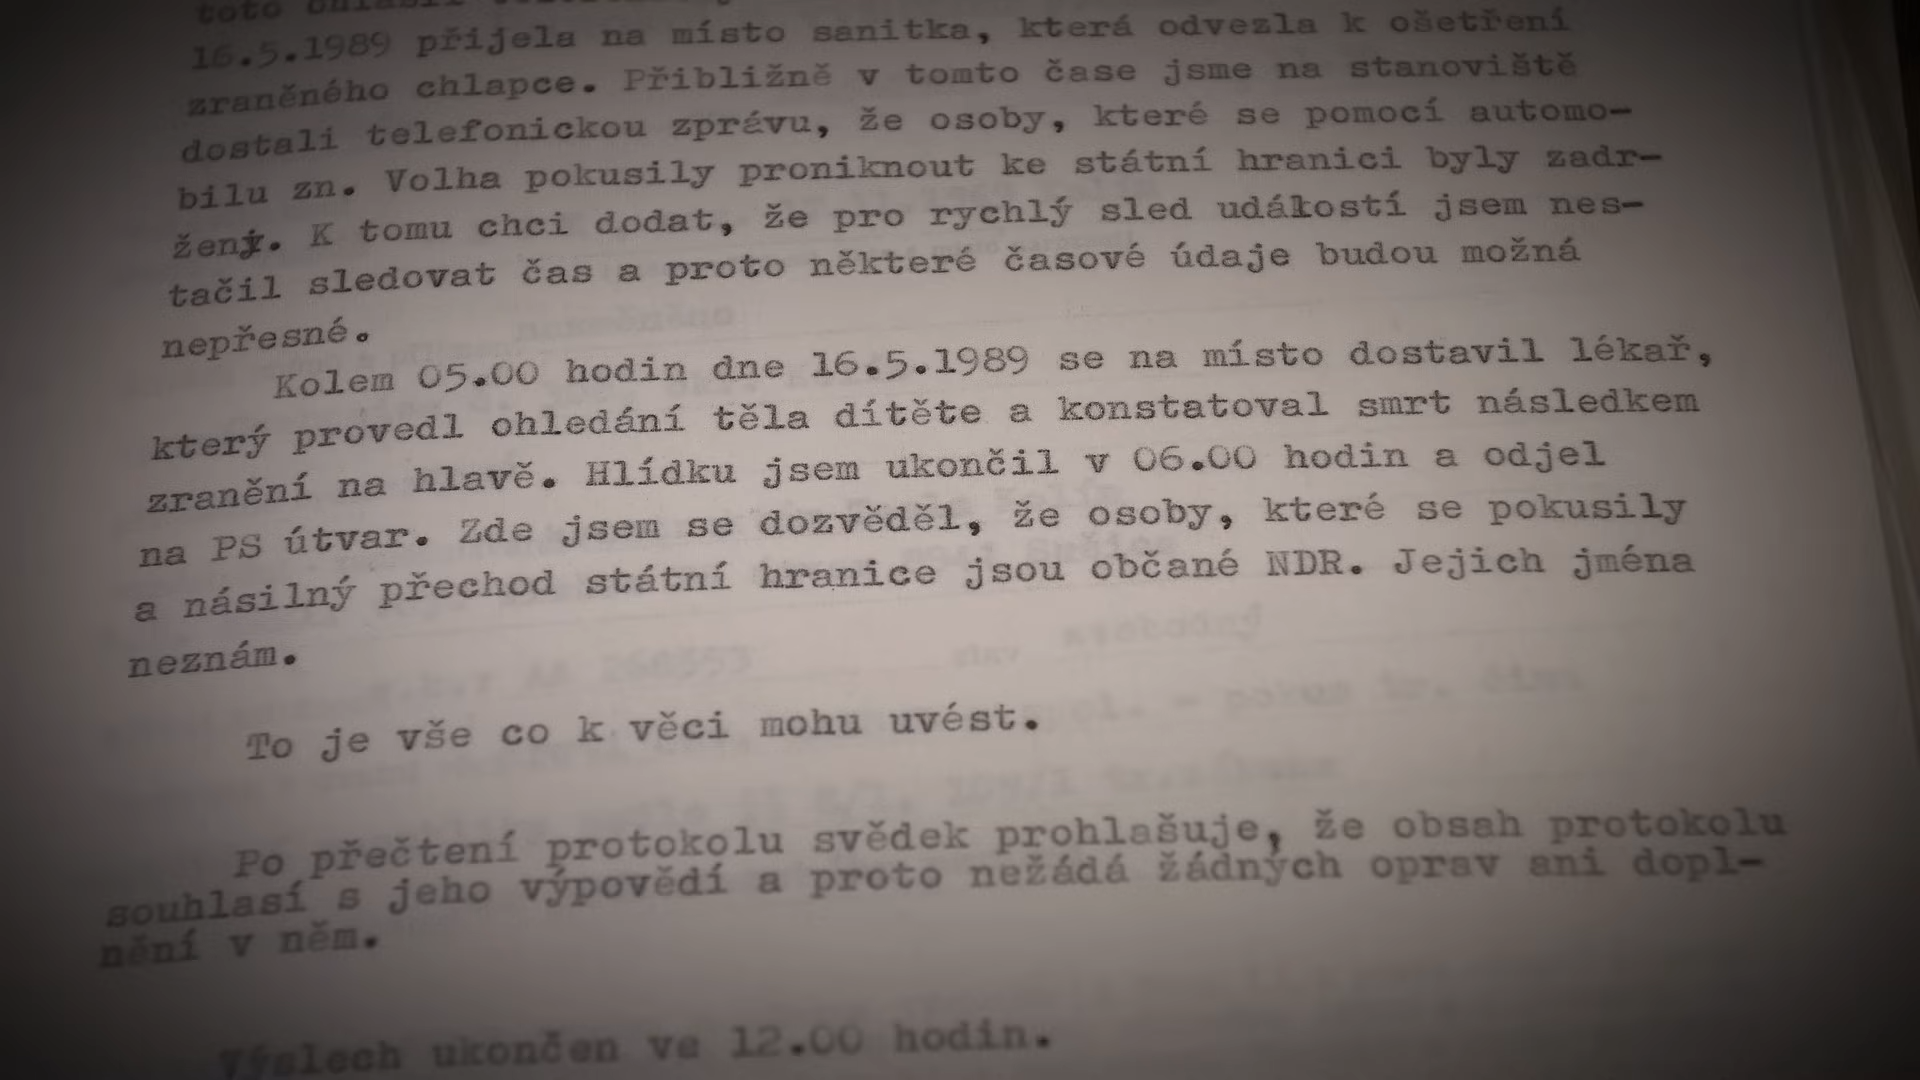 toto
16.5.1989 přijela na místo sanitka, která odvezla k ošetření
zraněného chlapce. Přibližně v tomto čase jsme na stanoviště
dostali telefonickou zprávu, že osoby, které se pomocí automo-
bilu zn. Volha pokusily proniknout ke státní hranici byly zadr-
ženy. K tomu chci dodat, že pro rychlý sled událostí jsem nes-
tačil sledovat čas a proto některé časové údaje budou možná
nepřesné.
Kolem 05.00 hodin dne 16.5.1989 se na místo dostavil lékař,
který provedl ohledání těla dítěte a konstatoval smrt následkem
zranění na hlavě. Hlídku jsem ukončil v 06.00 hodin a odjel
na PS útvar. Zde jsem se dozvěděl, že osoby, které se pokusily
a násilný přechod státní hranice jsou občané NDR. Jejich jména
neznám.
To je vše co k věci mohu uvést.
Po přečtení protokolu svědek prohlašuje, že obsah protokolu
souhlasí s jeho výpovědí a proto nežádá žádných oprav ani dopl-
nění v něm.
Výslech ukončen ve 12.00 hodin.